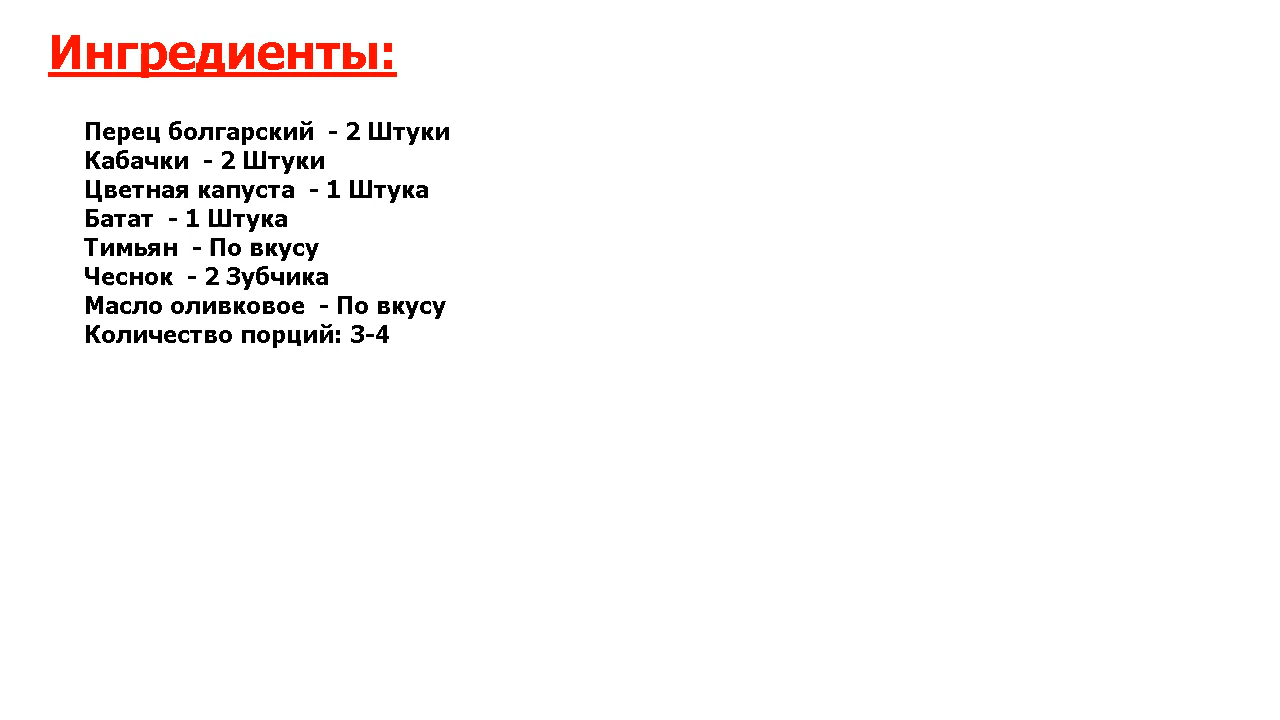 Ингредиенты:
Перец болгарский  - 2 Штуки
Кабачки  - 2 Штуки
Цветная капуста  - 1 Штука
Батат  - 1 Штука
Тимьян  - По вкусу
Чеснок  - 2 Зубчика
Масло оливковое  - По вкусу
Количество порций: 3-4